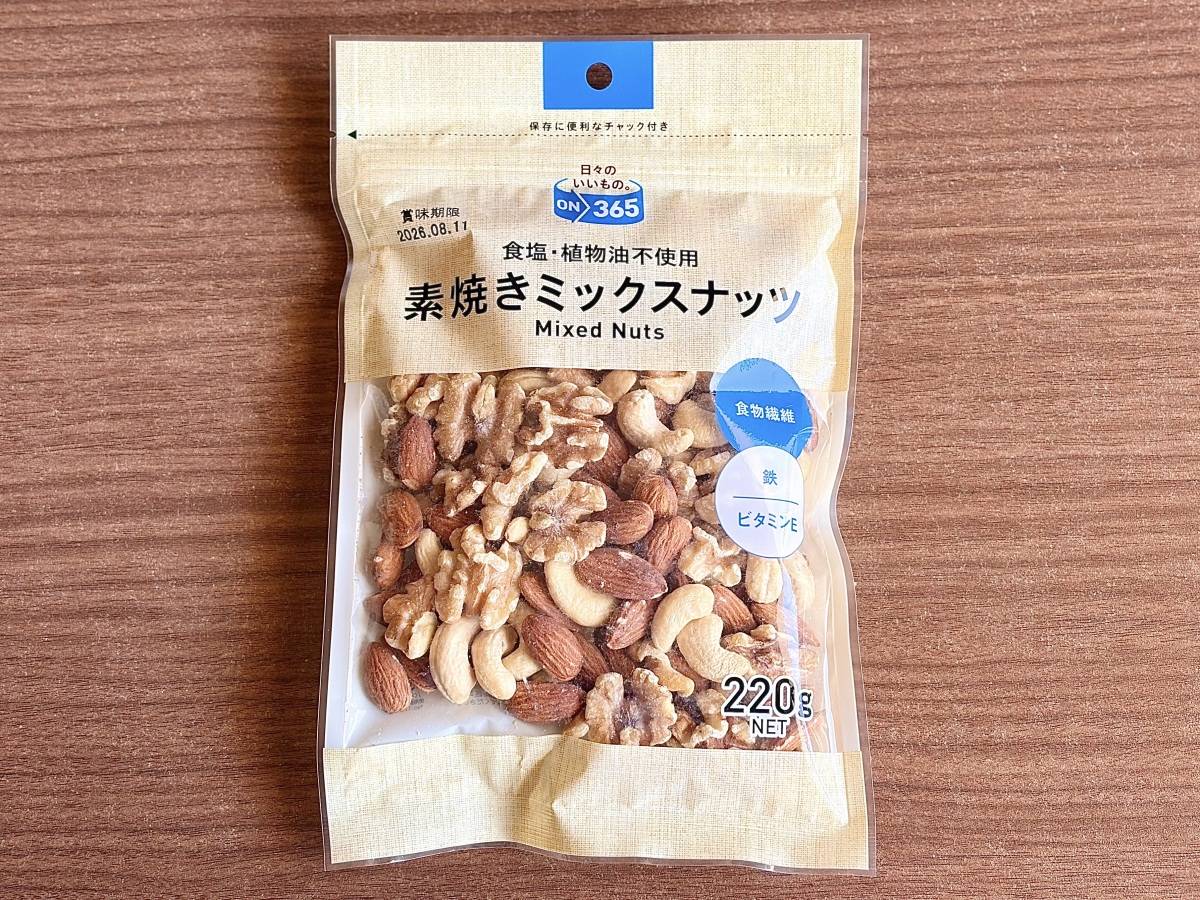 保存に便利なチャック付き
日々の
いいもの。
ON 365
賞味期限
2026.08.11
食塩・植物油不使用
素焼きミックスナッツ
Mixed Nuts
食物繊維
鉄
ビタミンE
220g
NET